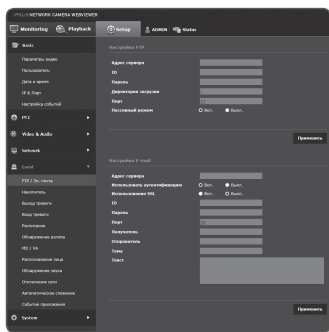 iPOLiS NETWORK CAMERA WEBVIEWER
Monitoring Playback Setup ADMIN Status
Basic
Параметры видео
Пользователь
Дата и время
IP & Порт
Настройка событий
PTZ
Video & Audio
Network
Event
FTP / Эл. почта
Накопитель
Выход тревоги
Вход тревоги
Расписание
Обнаружение взлома
MD / VA
Распознавание лица
Обнаружение звука
Отключение сети
Автоматическое слежение
Событие приложения
System
Настройка FTP
Адрес сервера
ID
Пароль
Директория загрузки
Порт
Пассивный режим Вкл. Выкл.
Применить
Настройка E-mail
Адрес сервера
Использовать аутентификацию Вкл. Выкл.
Использование SSL Вкл. Выкл.
ID
Пароль
Порт
Получатель
Отправитель
Тема
Текст
Применить